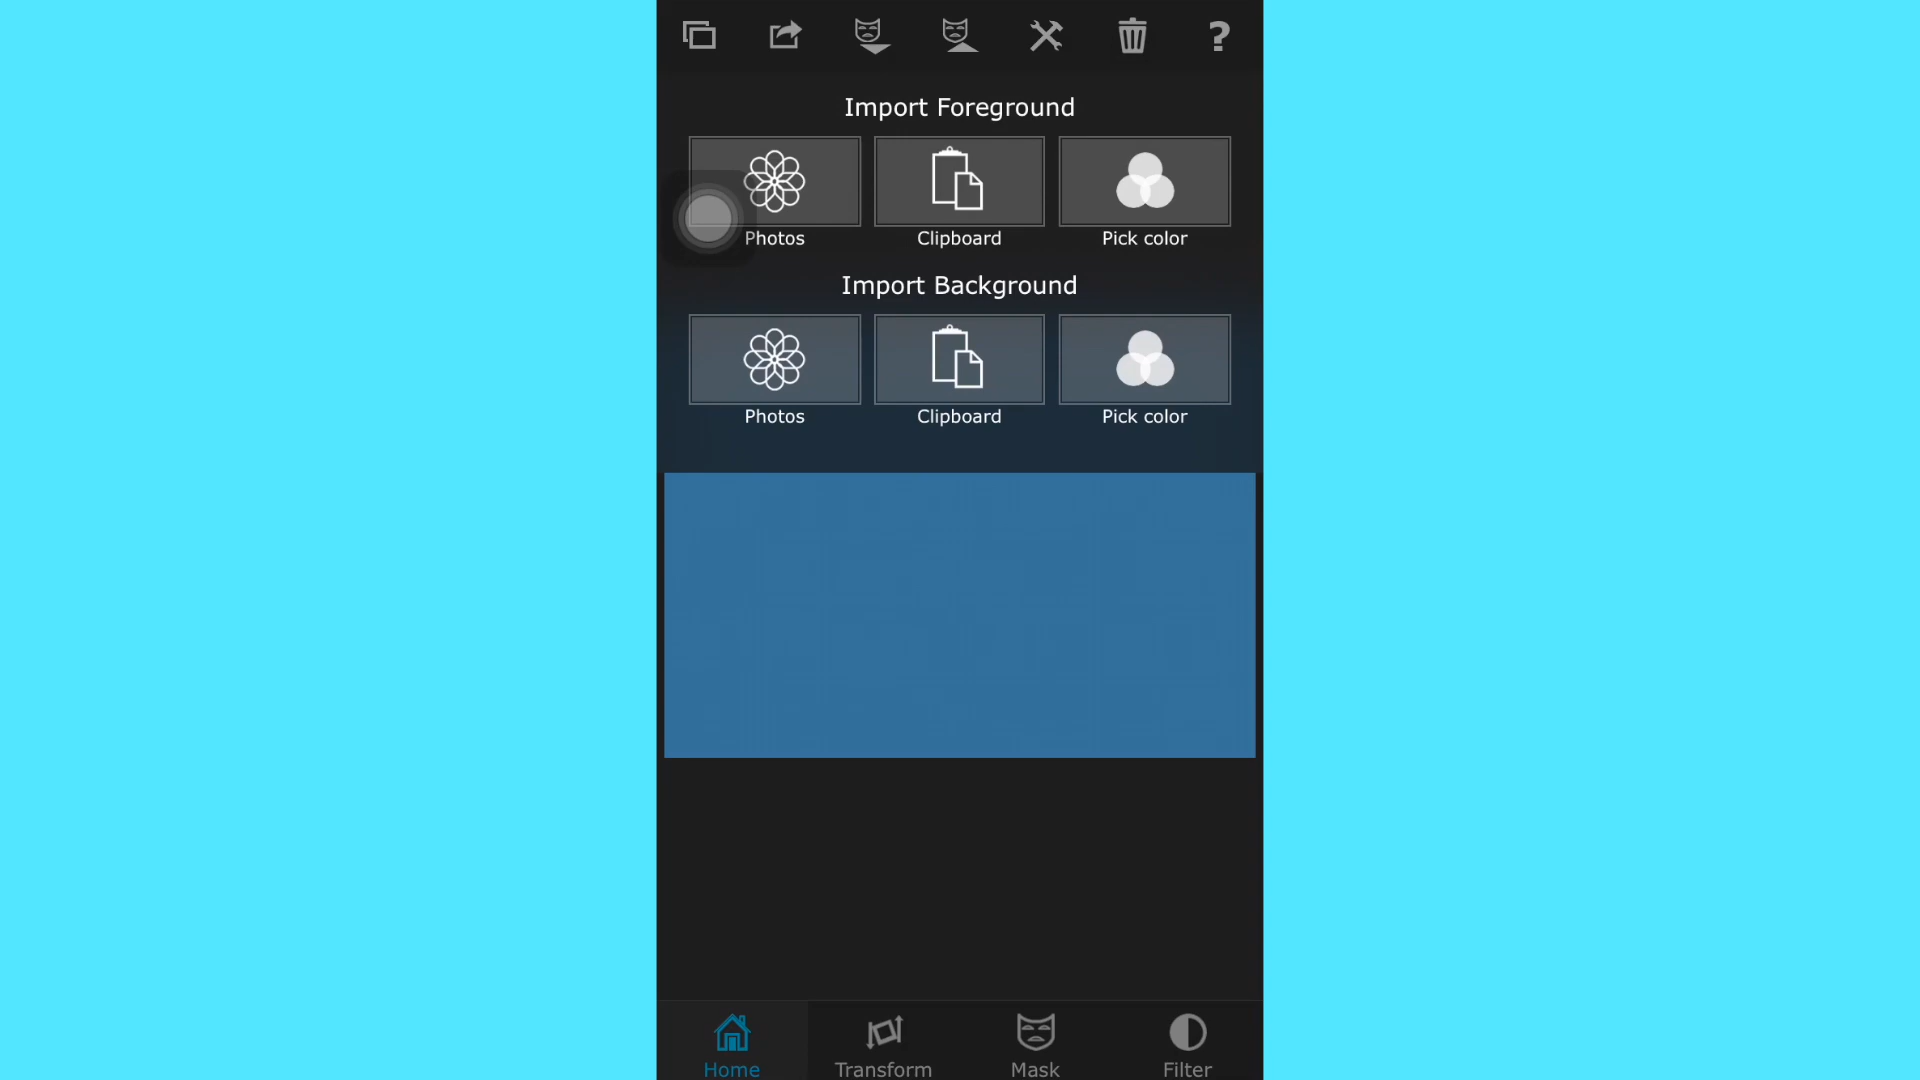 ?
Import Foreground
Photos Clipboard Pick color
Import Background
Photos Clipboard Pick color
Home Transform Mask Filter